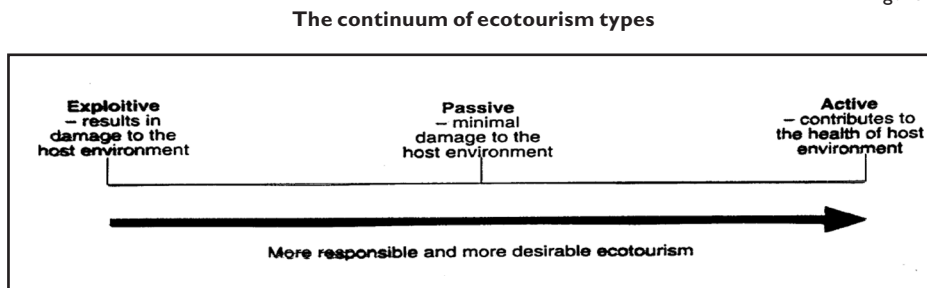 The continuum of ecotourism types
Exploitive
– results in
damage to the
host environment
Passive
– minimal
damage to the
host environment
Active
– contributes to
the health of host
environment
More responsible and more desirable ecotourism